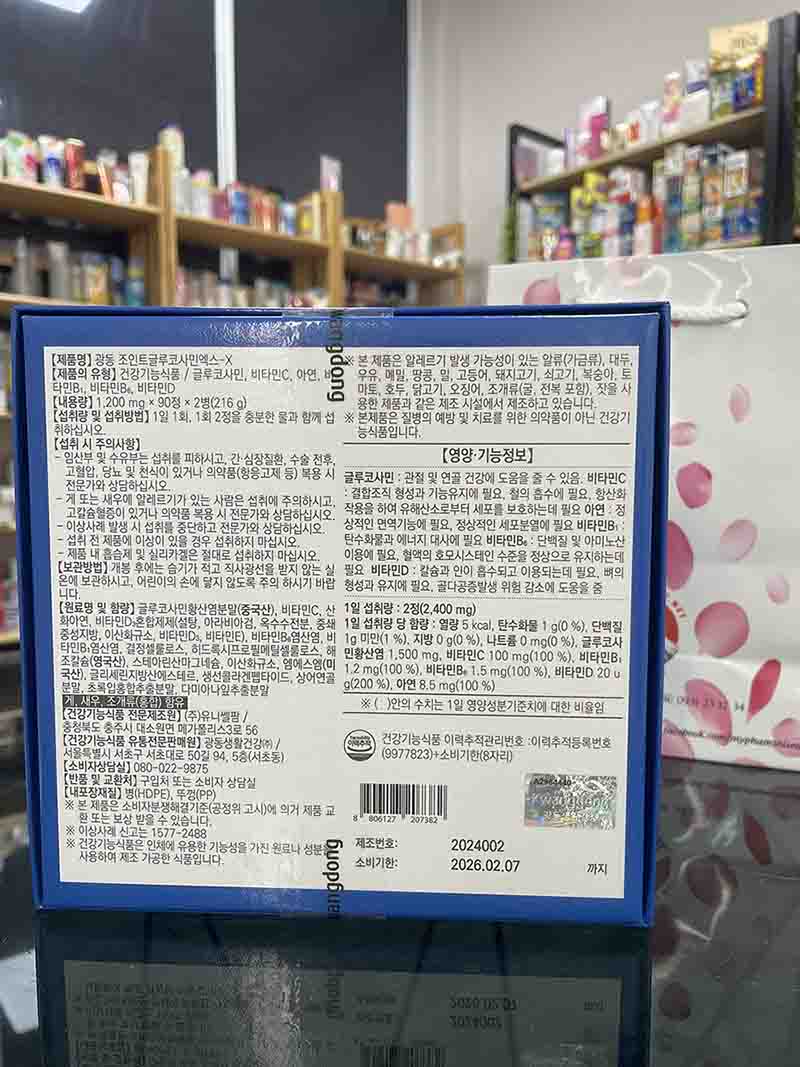 【제품명】 광동 조인트글루코사민엑스-X
【제품의 유형】 건강기능식품 / 글루코사민, 비타민C, 아연, 비
타민B₁, 비타민B₆, 비타민D
【내용량】 1,200 mg × 90정 × 2병(216 g)
【섭취량 및 섭취방법】 1일 1회, 1회 2정을 충분한 물과 함께 섭
취하십시오.
【섭취 시 주의사항】
- 임산부 및 수유부는 섭취를 피하시고, 간·심장질환, 수술 전후,
고혈압, 당뇨 및 천식이 있거나 의약품(항응고제 등) 복용 시
전문가와 상담하십시오.
- 게 또는 새우에 알레르기가 있는 사람은 섭취에 주의하시고,
고칼슘혈증이 있거나 의약품 복용 시 전문가와 상담하십시오.
- 이상사례 발생 시 섭취를 중단하고 전문가와 상담하십시오.
- 섭취 전 제품에 이상이 있을 경우 섭취하지 마십시오.
- 제품 내 흡습제 및 실리카겔은 절대로 섭취하지 마십시오.
【보관방법】 개봉 후에는 습기가 적고 직사광선을 받지 않는 실
온에 보관하시고, 어린이의 손에 닿지 않도록 주의 하시기 바랍
니다.
【원료명 및 함량】 글루코사민황산염분말(중국산), 비타민C, 산
화아연, 비타민D₃혼합제제(설탕, 아라비아검, 옥수수전분, 중쇄
중성지방, 이산화규소, 비타민D₃, 비타민E), 비타민B₆염산염, 비
타민B₁염산염, 결정셀룰로스, 히드록시프로필메틸셀룰로스, 해
조칼슘(영국산), 스테아린산마그네슘, 이산화규소, 엠에스엠(미
국산), 글리세린지방산에스테르, 생선콜라겐펩타이드, 상어연골
분말, 초록입홍합추출분말, 다미아나잎추출분말
게, 새우, 조개류(홍합) 함유
【건강기능식품 전문제조원】 (주)유니셀팜 /
충청북도 충주시 대소원면 메가폴리스3로 56
【건강기능식품 유통전문판매원】 광동생활건강(주) /
서울특별시 서초구 서초대로 50길 94, 5층(서초동)
【소비자상담실】 080-022-9875
【반품 및 교환처】 구입처 또는 소비자 상담실
【내포장재질】 병(HDPE), 뚜껑(PP)
※ 본 제품은 소비자분쟁해결기준(공정위 고시)에 의거 제품 교
환 또는 보상 받을 수 있습니다.
※ 이상사례 신고는 1577-2488
※ 건강기능식품은 인체에 유용한 기능성을 가진 원료나 성분을
사용하여 제조 가공한 식품입니다.
wangdong
angdong
※ 본 제품은 알레르기 발생 가능성이 있는 알류(가금류), 대두,
우유, 메밀, 땅콩, 밀, 고등어, 돼지고기, 쇠고기, 복숭아, 토
마토, 호두, 닭고기, 오징어, 조개류(굴, 전복 포함), 잣을 사
용한 제품과 같은 제조 시설에서 제조하고 있습니다.
※ 본제품은 질병의 예방 및 치료를 위한 의약품이 아닌 건강기
능식품입니다.
【영양·기능정보】
글루코사민 : 관절 및 연골 건강에 도움을 줄 수 있음. 비타민C
: 결합조직 형성과 기능유지에 필요, 철의 흡수에 필요, 항산화
작용을 하여 유해산소로부터 세포를 보호하는데 필요 아연 : 정
상적인 면역기능에 필요, 정상적인 세포분열에 필요 비타민B₁ :
탄수화물과 에너지 대사에 필요 비타민B₆ : 단백질 및 아미노산
이용에 필요, 혈액의 호모시스테인 수준을 정상으로 유지하는데
필요 비타민D : 칼슘과 인이 흡수되고 이용되는데 필요, 뼈의
형성과 유지에 필요, 골다공증발생 위험 감소에 도움을 줌
1일 섭취량 : 2정(2,400 mg)
1일 섭취량 당 함량 : 열량 5 kcal, 탄수화물 1 g(0 %), 단백질
1g 미만(1 %), 지방 0 g(0 %), 나트륨 0 mg(0 %), 글루코사
민황산염 1,500 mg, 비타민C 100 mg(100 %), 비타민B₁
1.2 mg(100 %), 비타민B₆ 1.5 mg(100 %), 비타민D 20 u
g(200 %), 아연 8.5 mg(100 %)
※ ( )안의 수치는 1일 영양성분기준치에 대한 비율임
이력추적
건강기능식품 이력추적관리번호 :이력추적등록번호
(9977823)+소비기한(8자리)
8 806127 207382
제조번호: 2024002
소비기한: 2026.02.07 까지